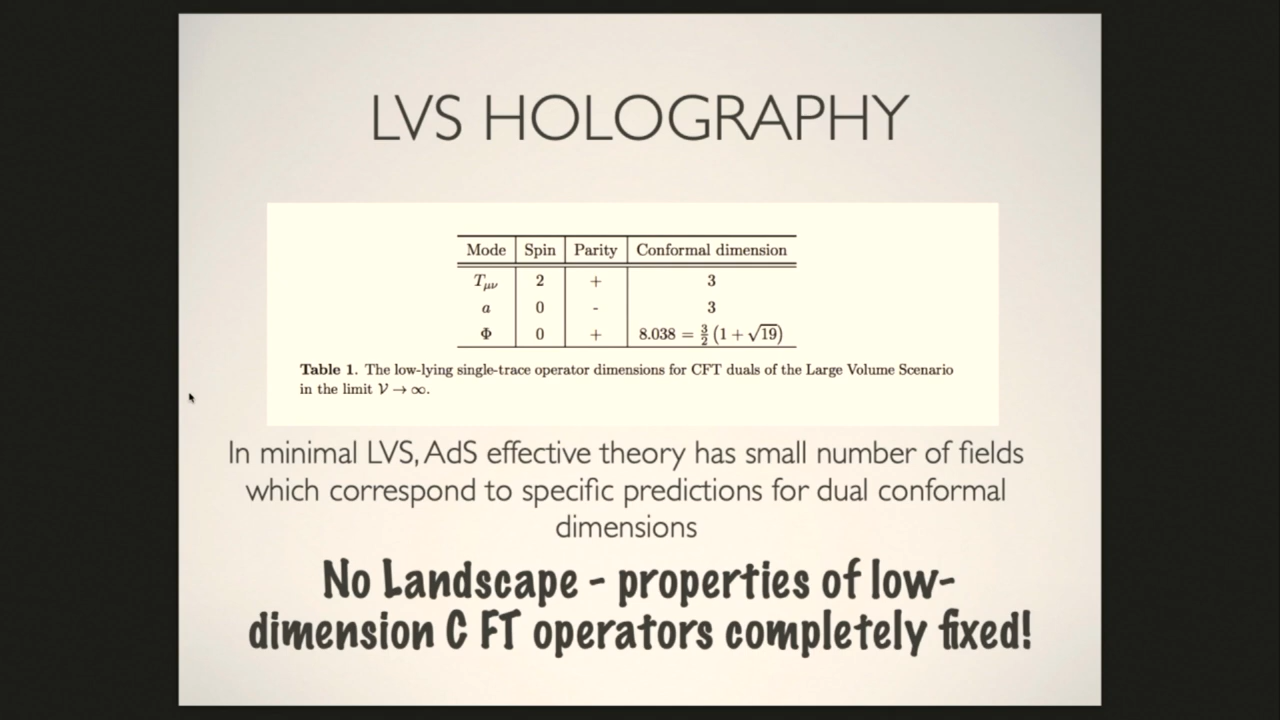 LVS HOLOGRAPHY
Mode Spin Parity Conformal dimension
Tμν 2 + 3
a 0 - 3
Φ 0 + 8.038 = 3/2 (1 + √19)
Table 1. The low-lying single-trace operator dimensions for CFT duals of the Large Volume Scenario
in the limit 𝒱 → ∞.
In minimal LVS, AdS effective theory has small number of fields
which correspond to specific predictions for dual conformal
dimensions
No Landscape - properties of low-
dimension C FT operators completely fixed!